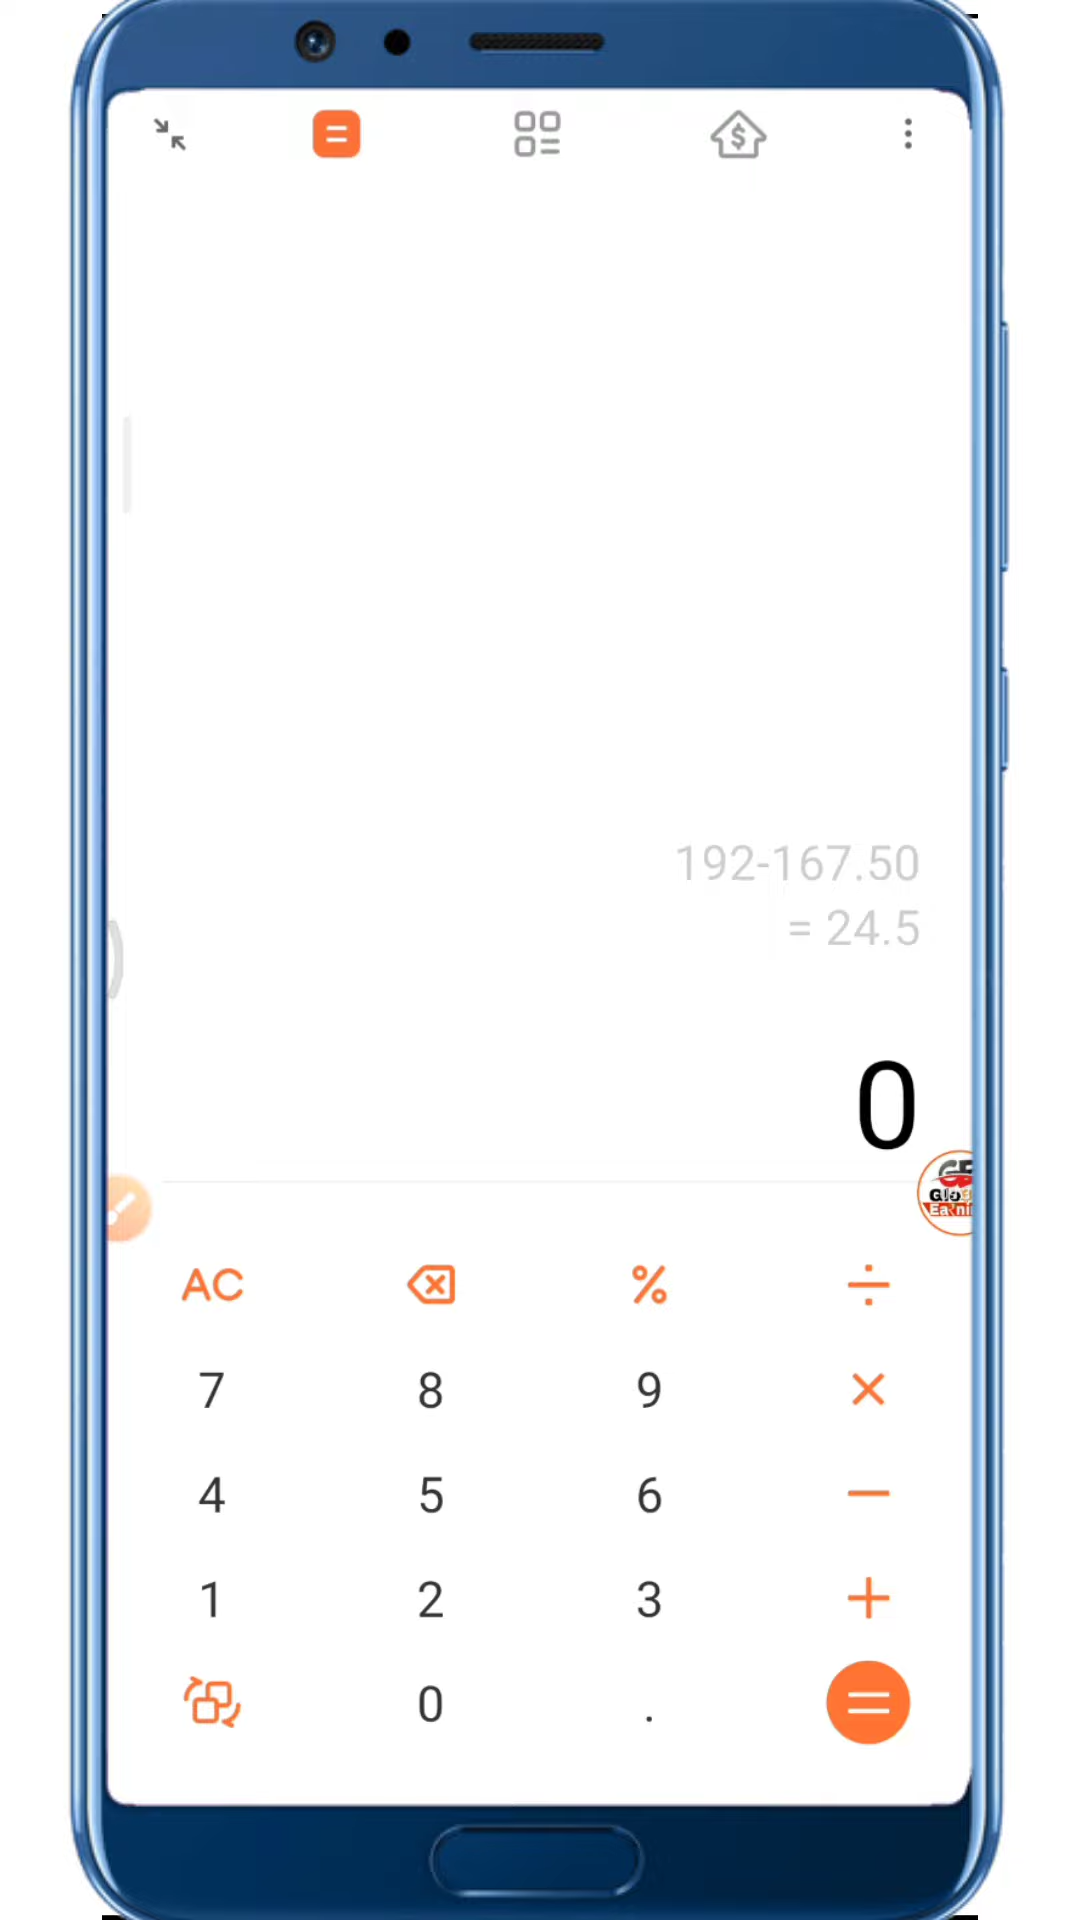 192-167.50
= 24.5
0
AC % ÷
7 8 9 ×
4 5 6 −
1 2 3 +
0 . =